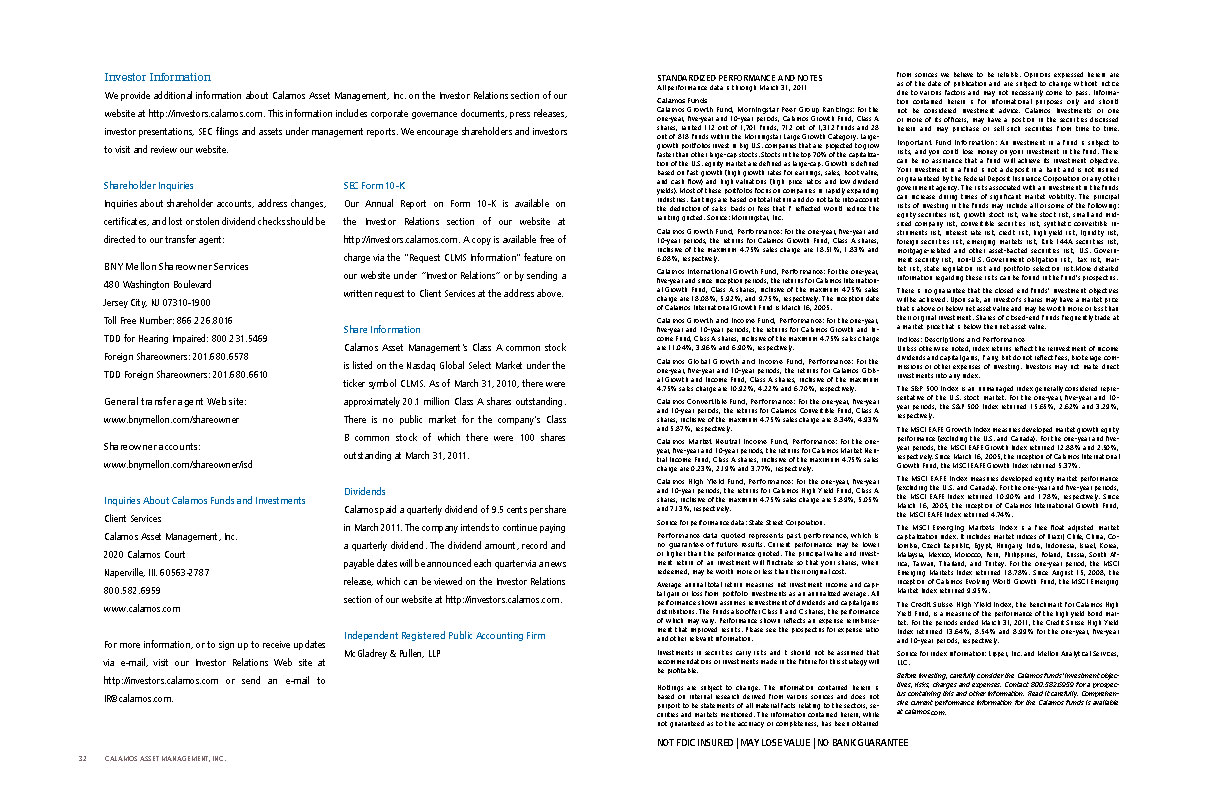 Investor Information
We provide additional information about Calamos Asset Management, Inc. on the Investor Relations section of our
website at http://investors.calamos.com. This information includes corporate governance documents, press releases,
investor presentations, SEC filings and assets under management reports. We encourage shareholders and investors
to visit and review our website.
Shareholder Inquiries
Inquiries about shareholder accounts, address changes,
certificates, and lost or stolen dividend checks should be
directed to our transfer agent:
BNY Mellon Shareowner Services
480 Washington Boulevard
Jersey City, NJ 07310-1900
Toll Free Number: 866.226.8016
TDD for Hearing Impaired: 800.231.5469
Foreign Shareowners: 201.680.6578
TDD Foreign Shareowners: 201.680.6610
General transfer agent Web site:
www.bnymellon.com/shareowner
Shareowner accounts:
www.bnymellon.com/shareowner/isd
Inquiries About Calamos Funds and Investments
Client Services
Calamos Asset Management, Inc.
2020 Calamos Court
Naperville, Ill. 60563-2787
800.582.6959
www.calamos.com
For more information, or to sign up to receive updates
via e-mail, visit our Investor Relations Web site at
http://investors.calamos.com or send an e-mail to
IR@calamos.com.
SEC Form 10-K
Our Annual Report on Form 10-K is available on
the Investor Relations section of our website at
http://investors.calamos.com. A copy is available free of
charge via the "Request CLMS Information" feature on
our website under "Investor Relations" or by sending a
written request to Client Services at the address above.
Share Information
Calamos Asset Management's Class A common stock
is listed on the Nasdaq Global Select Market under the
ticker symbol CLMS. As of March 31, 2010, there were
approximately 20.1 million Class A shares outstanding.
There is no public market for the company's Class
B common stock of which there were 100 shares
outstanding at March 31, 2011.
Dividends
Calamos paid a quarterly dividend of 9.5 cents per share
in March 2011. The company intends to continue paying
a quarterly dividend. The dividend amount, record and
payable dates will be announced each quarter via a news
release, which can be viewed on the Investor Relations
section of our website at http://investors.calamos.com.
Independent Registered Public Accounting Firm
McGladrey & Pullen, LLP
32 CALAMOS ASSET MANAGEMENT, INC.
STANDARDIZED PERFORMANCE AND NOTES
All performance data is through March 31, 2011
Calamos Funds
Calamos Growth Fund, Morningstar Peer Group Rankings: For the
one-year, five-year and 10-year periods, Calamos Growth Fund, Class A
shares, ranked 112 out of 1,701 funds, 712 out of 1,312 funds and 28
out of 818 funds within the Morningstar Large Growth Category. Large-
growth portfolios invest in big U.S. companies that are projected to grow
faster than other large-cap stocks. Stocks in the top 70% of the capitaliza-
tion of the U.S. equity market are defined as large-cap. Growth is defined
based on fast growth (high growth rates for earnings, sales, book value,
and cash flow) and high valuations (high price ratios and low dividend
yields). Most of these portfolios focus on companies in rapidly expanding
industries. Rankings are based on total return and do not take into account
the deduction of sales loads or fees that if reflected would reduce the
ranking quoted. Source: Morningstar, Inc.
Calamos Growth Fund, Performance: For the one-year, five-year and
10-year periods, the returns for Calamos Growth Fund, Class A shares,
inclusive of the maximum 4.75% sales charge are 18.51%, 1.83% and
6.08%, respectively.
Calamos International Growth Fund, Performance: For the one-year,
five-year and since inception periods, the returns for Calamos Internation-
al Growth Fund, Class A shares, inclusive of the maximum 4.75% sales
charge are 18.08%, 5.92%, and 9.75%, respectively. The inception date
of Calamos International Growth Fund is March 16, 2005.
Calamos Growth and Income Fund, Performance: For the one-year,
five-year and 10-year periods, the returns for Calamos Growth and In-
come Fund, Class A shares, inclusive of the maximum 4.75% sales charge
are 11.04%, 3.96% and 6.90%, respectively.
Calamos Global Growth and Income Fund, Performance: For the
one-year, five-year and 10-year periods, the returns for Calamos Glob-
al Growth and Income Fund, Class A shares, inclusive of the maximum
4.75% sales charge are 10.92%, 4.22% and 6.70%, respectively.
Calamos Convertible Fund, Performance: For the one-year, five-year
and 10-year periods, the returns for Calamos Convertible Fund, Class A
shares, inclusive of the maximum 4.75% sales charge are 8.34%, 4.93%
and 5.87%, respectively.
Calamos Market Neutral Income Fund, Performance: For the one-
year, five-year and 10-year periods, the returns for Calamos Market Neu-
tral Income Fund, Class A shares, inclusive of the maximum 4.75% sales
charge are 0.23%, 2.19% and 3.77%, respectively.
Calamos High Yield Fund, Performance: For the one-year, five-year
and 10-year periods, the returns for Calamos High Yield Fund, Class A
shares, inclusive of the maximum 4.75% sales charge are 5.89%, 5.05%
and 7.13%, respectively.
Source for performance data: State Street Corporation.
Performance data quoted represents past performance, which is
no guarantee of future results. Current performance may be lower
or higher than the performance quoted. The principal value and invest-
ment return of an investment will fluctuate so that your shares, when
redeemed, may be worth more or less than their original cost.
Average annual total return measures net investment income and capi-
tal gain or loss from portfolio investments as an annualized average. All
performance shown assumes reinvestment of dividends and capital gains
distributions. The Funds also offer Class B and C shares, the performance
of which may vary. Performance shown reflects an expense reimburse-
ment that improved results. Please see the prospectus for expense ratio
and other relevant information.
Investments in securities carry risks and it should not be assumed that
recommendations or investments made in the future for this strategy will
be profitable.
Holdings are subject to change. The information contained herein is
based on internal research derived from various sources and does not
purport to be statements of all material facts relating to the sectors, se-
curities and markets mentioned. The information contained herein, while
not guaranteed as to the accuracy or completeness, has been obtained
from sources we believe to be reliable. Opinions expressed herein are
as of the date of publication and are subject to change without notice
due to various factors and may not necessarily come to pass. Informa-
tion contained herein is for informational purposes only and should
not be considered investment advice. Calamos Investments or one
or more of its officers, may have a position in the securities discussed
herein and may purchase or sell such securities from time to time.
Important Fund Information: An investment in a fund is subject to
risks, and you could lose money on your investment in the fund. There
can be no assurance that a fund will achieve its investment objective.
Your investment in a fund is not a deposit in a bank and is not insured
or guaranteed by the Federal Deposit Insurance Corporation or any other
government agency. The risks associated with an investment in the funds
can increase during times of significant market volatility. The principal
risks of investing in the funds may include all or some of the following:
equity securities risk, growth stock risk, value stock risk, small and mid-
sized company risk, convertible securities risk, synthetic convertible in-
struments risk, interest rate risk, credit risk, high yield risk, liquidity risk,
foreign securities risk, emerging markets risk, Rule 144A securities risk,
mortgage-related and other asset-backed securities risk, U.S. Govern-
ment security risk, non-U.S. Government obligation risk, tax risk, mar-
ket risk, state regulation risk and portfolio selection risk. More detailed
information regarding these risks can be found in the fund's prospectus.
There is no guarantee that the closed end funds' investment objectives
will be achieved. Upon sale, an investor's shares may have a market price
that is above or below net asset value and may be worth more or less than
their original investment. Shares of closed-end funds frequently trade at
a market price that is below their net asset value.
Indices: Descriptions and Performance
Unless otherwise noted, index returns reflect the reinvestment of income
dividends and capital gains, if any, but do not reflect fees, brokerage com-
missions or other expenses of investing. Investors may not make direct
investments into any index.
The S&P 500 Index is an unmanaged index generally considered repre-
sentative of the U.S. stock market. For the one-year, five-year and 10-
year periods, the S&P 500 Index returned 15.65%, 2.62% and 3.29%,
respectively.
The MSCI EAFE Growth Index measures developed market growth equity
performance (excluding the U.S. and Canada). For the one-year and five-
year periods, the MSCI EAFE Growth Index returned 12.88% and 2.50%,
respectively. Since March 16, 2005, the inception of Calamos International
Growth Fund, the MSCI EAFE Growth Index returned 5.37%.
The MSCI EAFE Index measures developed equity market performance
(excluding the U.S. and Canada). For the one-year and five-year periods,
the MSCI EAFE Index returned 10.90% and 1.78%, respectively. Since
March 16, 2005, the inception of Calamos International Growth Fund,
the MSCI EAFE Index returned 4.74%.
The MSCI Emerging Markets Index is a free float adjusted market
capitalization index. It includes market indices of Brazil, Chile, China, Co-
lombia, Czech Republic, Egypt, Hungary, India, Indonesia, Israel, Korea,
Malaysia, Mexico, Morocco, Peru, Philippines, Poland, Russia, South Af-
rica, Taiwan, Thailand, and Turkey. For the one-year period, the MSCI
Emerging Markets Index returned 18.78%. Since August 15, 2008, the
inception of Calamos Evolving World Growth Fund, the MSCI Emerging
Market Index returned 9.95%.
The Credit Suisse High Yield Index, the benchmark for Calamos High
Yield Fund, is a measure of the performance of the high yield bond mar-
ket. For the periods ended March 31, 2011, the Credit Suisse High Yield
Index returned 13.64%, 8.54% and 8.99% for the one-year, five-year
and 10-year periods, respectively.
Source for index information: Lipper, Inc. and Mellon Analytical Services,
LLC.
Before investing, carefully consider the Calamos funds' investment objec-
tives, risks, charges and expenses. Contact 800.582.6959 for a prospec-
tus containing this and other information. Read it carefully. Comprehen-
sive current performance information for the Calamos funds is available
at calamos.com.
NOT FDIC INSURED | MAY LOSE VALUE | NO BANK GUARANTEE